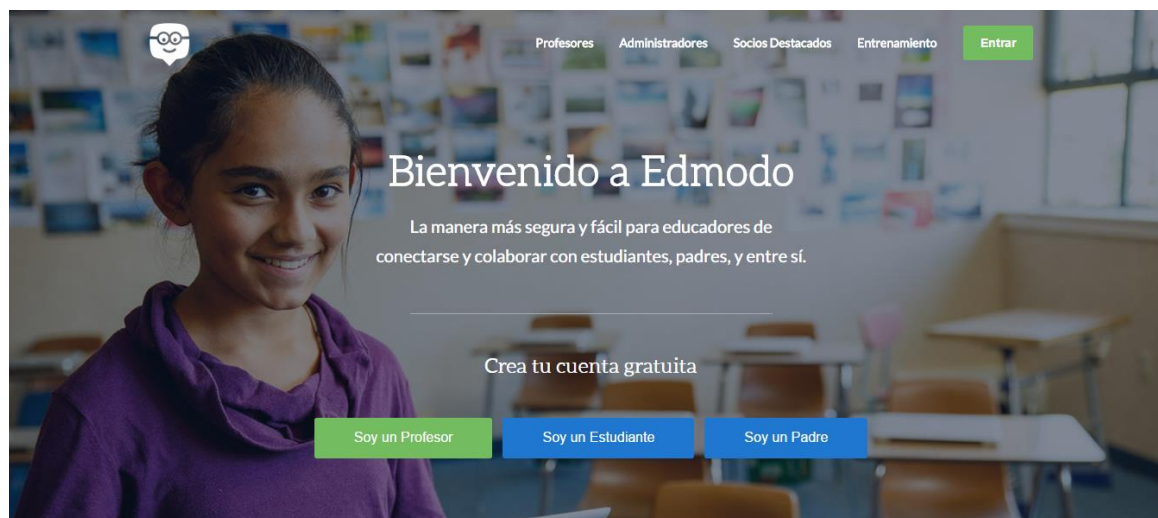 Profesores Administradores Socios Destacados Entrenamiento Entrar
Bienvenido a Edmodo
La manera más segura y fácil para educadores de
conectarse y colaborar con estudiantes, padres, y entre sí.
Crea tu cuenta gratuita
Soy un Profesor Soy un Estudiante Soy un Padre